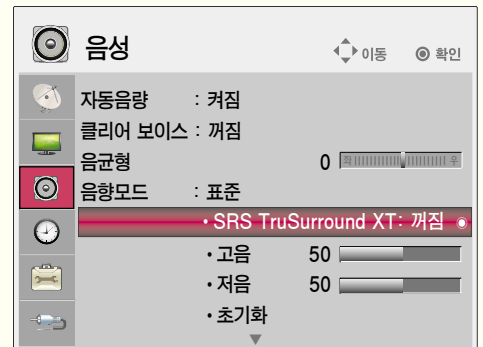 음성 이동 확인
자동음량 : 켜짐
클리어 보이스 : 꺼짐
음균형 0 좌 우
음향모드 : 표준
• SRS TruSurround XT: 꺼짐
• 고음 50
• 저음 50
• 초기화